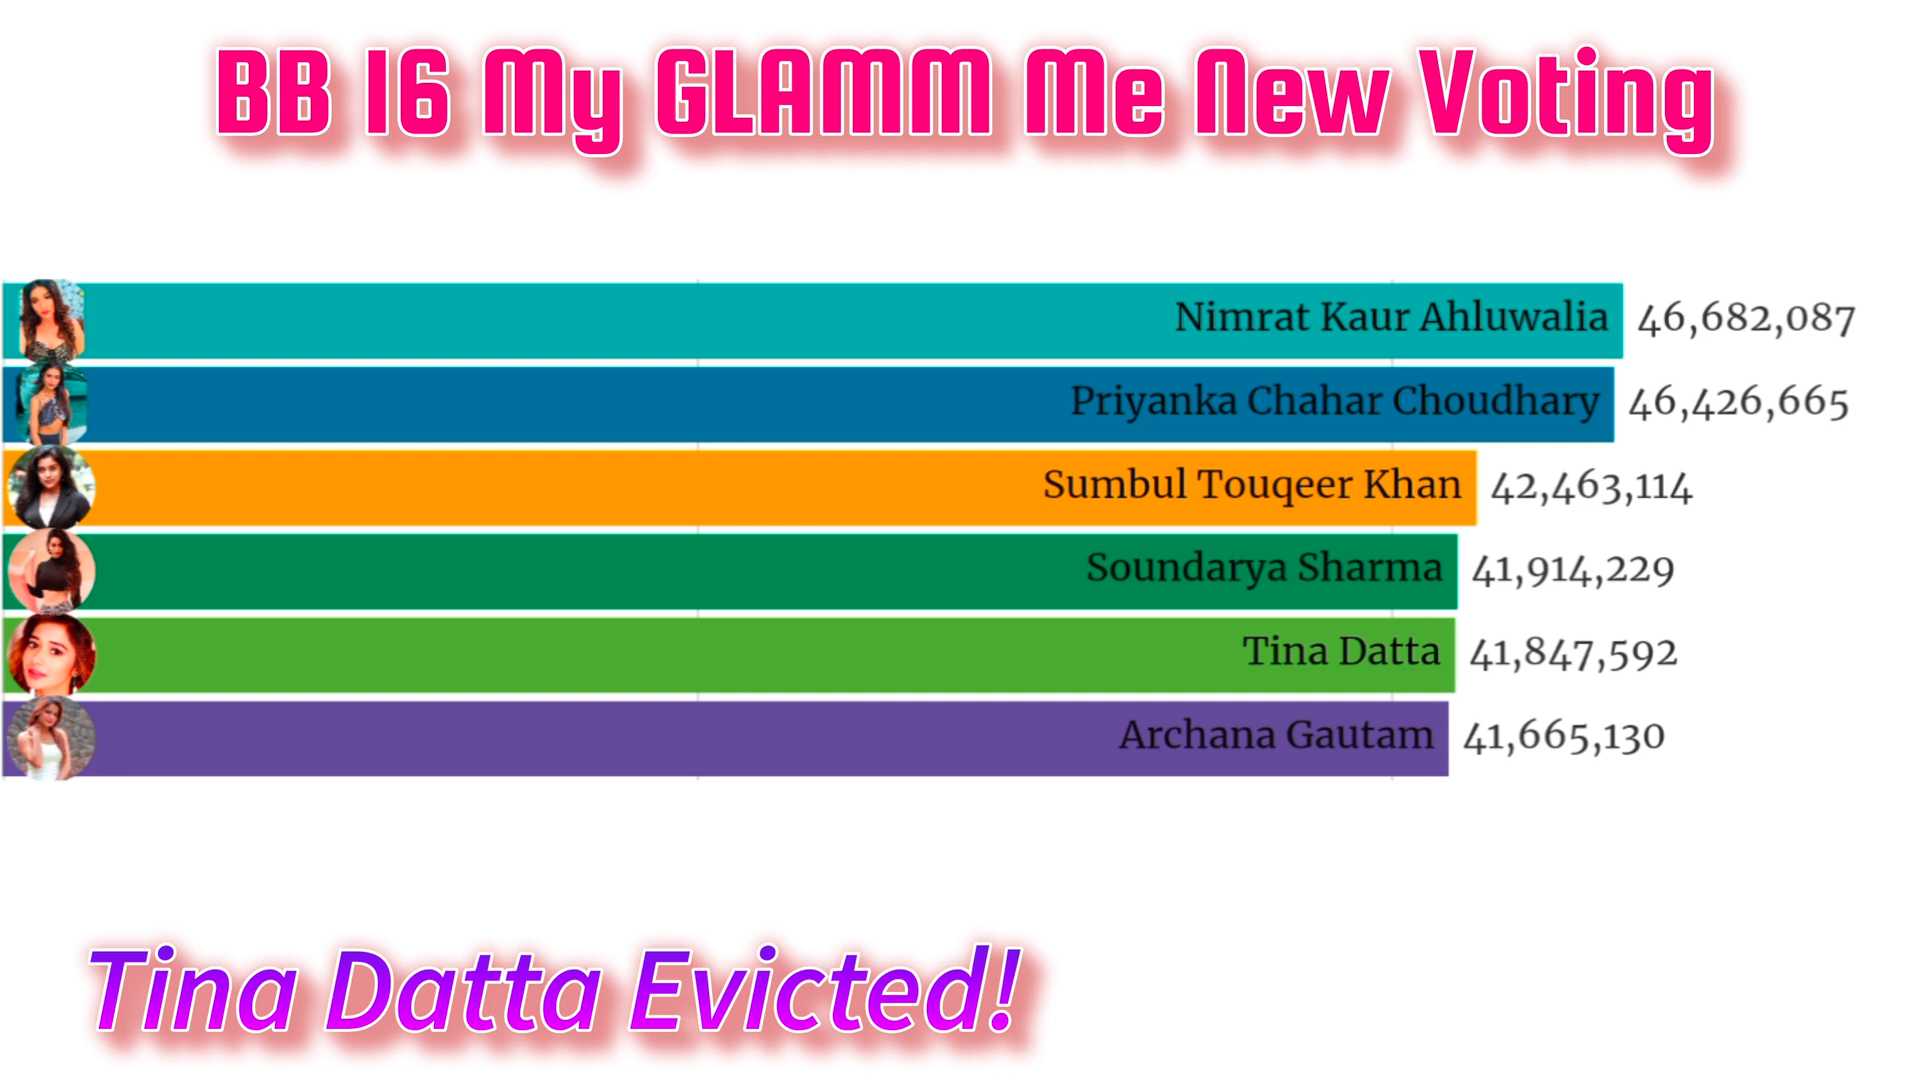 BB 16 My GLAMM Me New Voting
Nimrat Kaur Ahluwalia 46,682,087
Priyanka Chahar Choudhary 46,426,665
Sumbul Touqeer Khan 42,463,114
Soundarya Sharma 41,914,229
Tina Datta 41,847,592
Archana Gautam 41,665,130
Tina Datta Evicted!